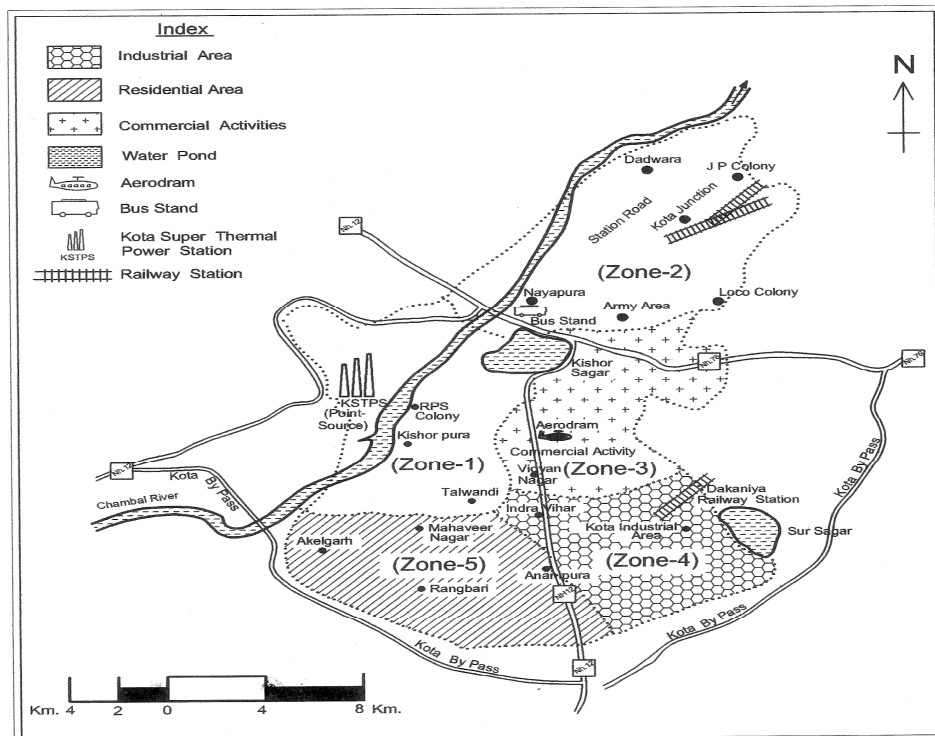 Index
Industrial Area
Residential Area
Commercial Activities
Water Pond
Aerodram
Bus Stand
KSTPS
Kota Super Thermal
Power Station
Railway Station
N
Dadwara
J P Colony
Station Road
Kota Junction
Nh.12
(Zone-2)
Nayapura
Army Area
Loco Colony
Bus Stand
Kishor
Sagar
Nh.76
Nh.76
KSTPS
(Point-
Source)
RPS
Colony
Kishor pura
Aerodram
Commercial Activity
(Zone-1)
(Zone-3)
Vigyan
Nagar
Nh.12
Kota
By Pass
Kota By Pass
Chambal River
Talwandi
Indra Vihar
Dakaniya
Railway Station
Kota Industrial
Area
Sur Sagar
Mahaveer
Nagar
Akelgarh
(Zone-5)
(Zone-4)
Anantpura
Rangbari
NH12
Kota By Pass
Kota By Pass
Nh.12
Km. 4 2 0 4 8 Km.